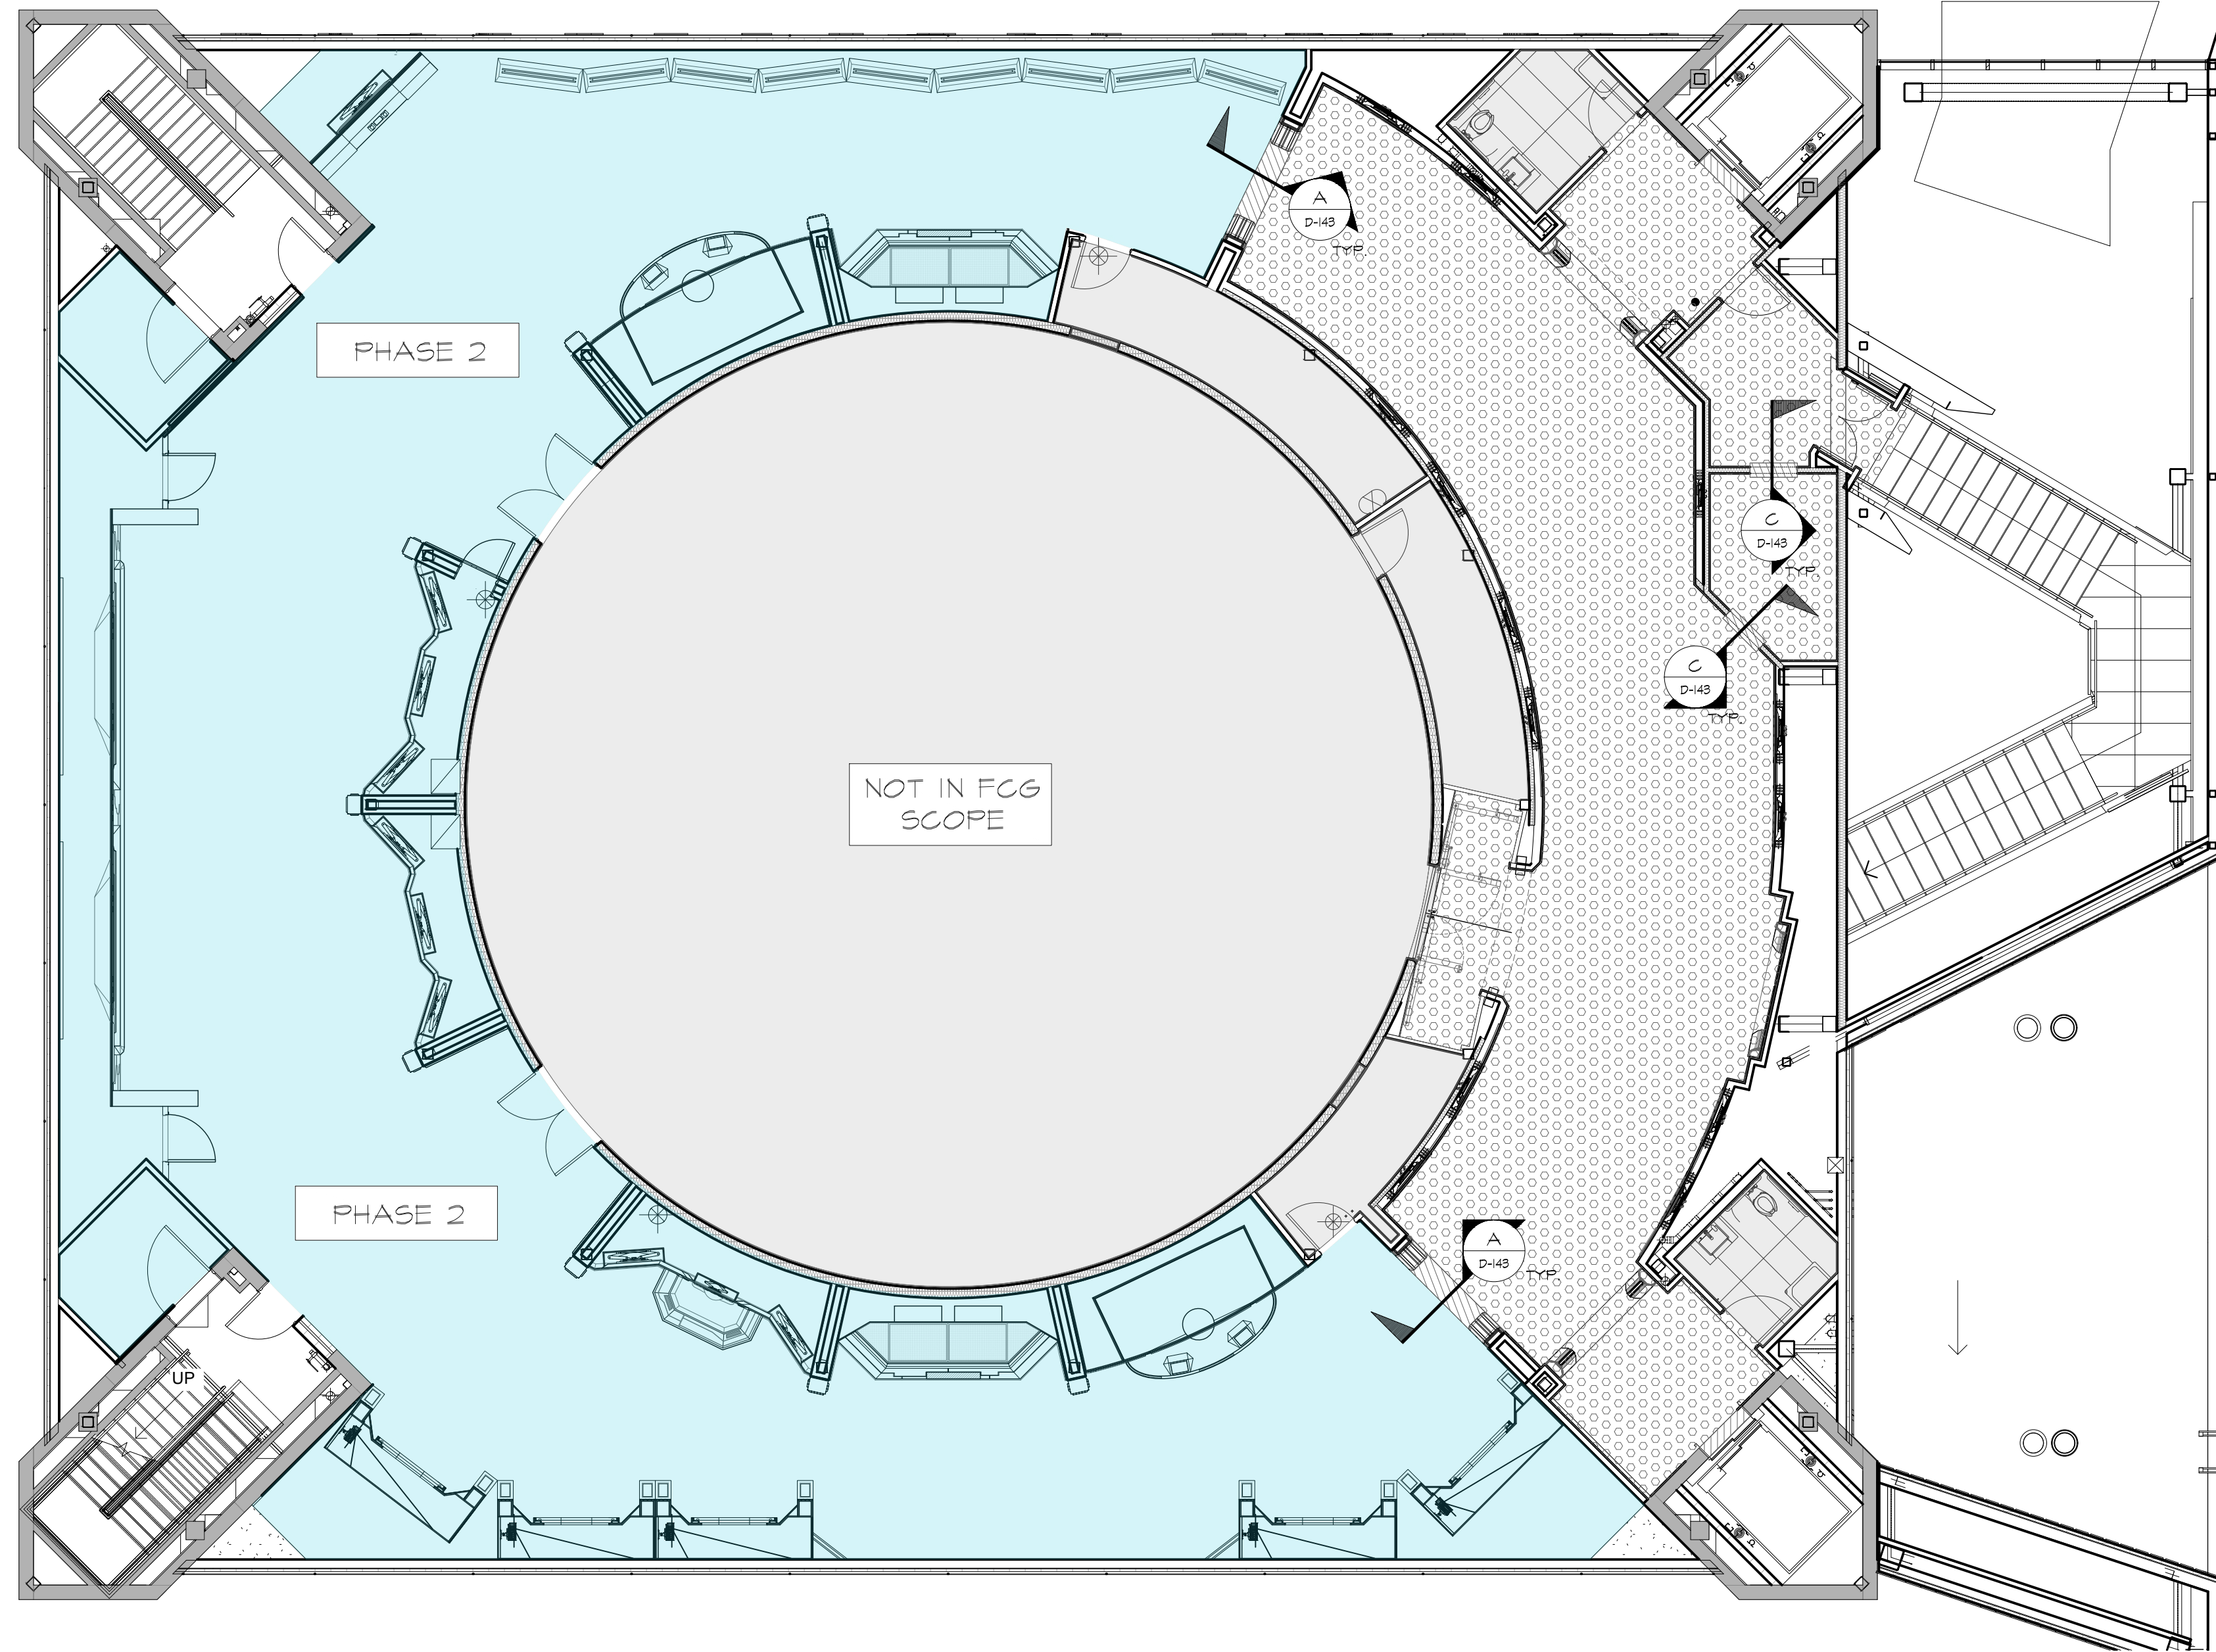 A
D-143
TYP.
PHASE 2
C
D-143
TYP.
C
D-143
TYP.
NOT IN FCG
SCOPE
PHASE 2
A
D-143
TYP.
UP